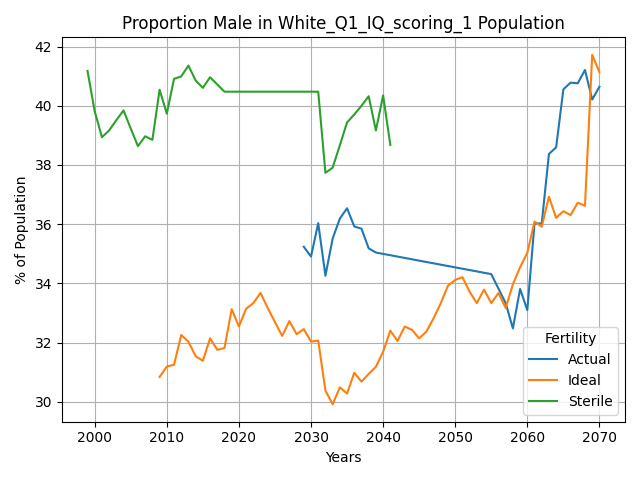 Proportion Male in White_Q1_IQ_scoring_1 Population
% of Population
42
40
38
36
34
32
30
2000
2010
2020
2030
2040
2050
2060
2070
Years
Fertility
Actual
Ideal
Sterile